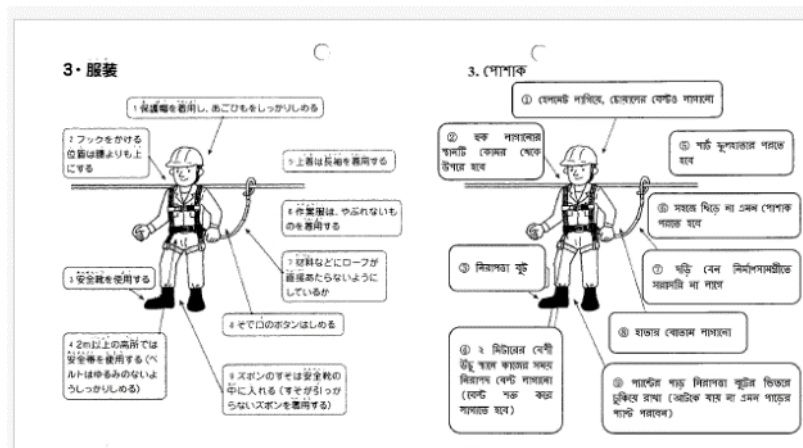 3・服装
1 保護帽を着用し、あごひもをしっかりしめる
2 フックをかける
位置は腰よりも上
にする
5 上着は長袖を着用する
6 作業服は、やぶれないも
のを着用する
7 材料などにロープが
直接あたらないように
しているか
3 安全靴を使用する
8 そで口のボタンはしめる
4 2m以上の高所では
安全帯を使用する(ベ
ルトはゆるみのないよ
うしっかりしめる)
9 ズボンのすそは安全靴の
中に入れる(すそが引っか
らないズボンを着用する)
3. পোশাক
① হেলমেট লাগিয়ে, চোয়ালের বেল্টও লাগানো
② হুক লাগানোর
স্থানটি কোমর থেকে
উপরে হবে
⑤ শার্ট ফুলহাতার পরতে
হবে
⑥ সহজে ছিড়ে না এমন পোশাক
পরতে হবে
③ নিরাপত্তা বুট
⑦ দড়ি যেন নির্মাণসামগ্রীতে
সরাসরি না লাগে
⑧ হাতার বোতাম লাগানো
④ ২ মিটারের বেশী
উঁচু স্থানে কাজের সময়
নিরাপদ বেল্ট লাগানো
(বেল্ট শক্ত করে
লাগাতে হবে)
⑨ প্যান্টের পাড় নিরাপত্তা বুটের ভিতরে
ঢুকিয়ে রাখা (আটকে যায় না এমন পাড়ের
প্যান্ট পরবেন)